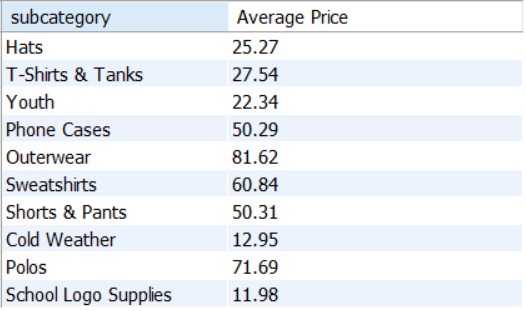 subcategory Average Price
Hats 25.27
T-Shirts & Tanks 27.54
Youth 22.34
Phone Cases 50.29
Outerwear 81.62
Sweatshirts 60.84
Shorts & Pants 50.31
Cold Weather 12.95
Polos 71.69
School Logo Supplies 11.98